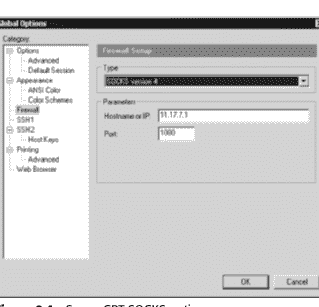 Global Options
Category:
Options
Advanced
Default Session
Appearance
ANSI Color
Color Schemes
Firewall
SSH1
SSH2
Host Keys
Printing
Advanced
Web Browser
Firewall Setup
Type
SOCKS version 4
Parameters
Hostname or IP:
11.17.7.1
Port:
1080
OK
Cancel
CRT SOCKS